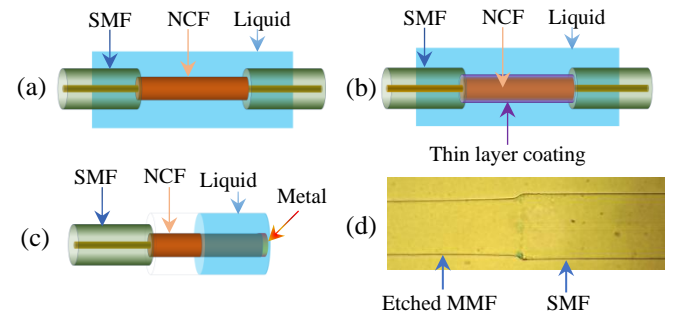 SMF NCF Liquid
(a)
SMF NCF Liquid
(b)
Thin layer coating
SMF NCF Liquid
Metal
(c)
(d)
Etched MMF SMF